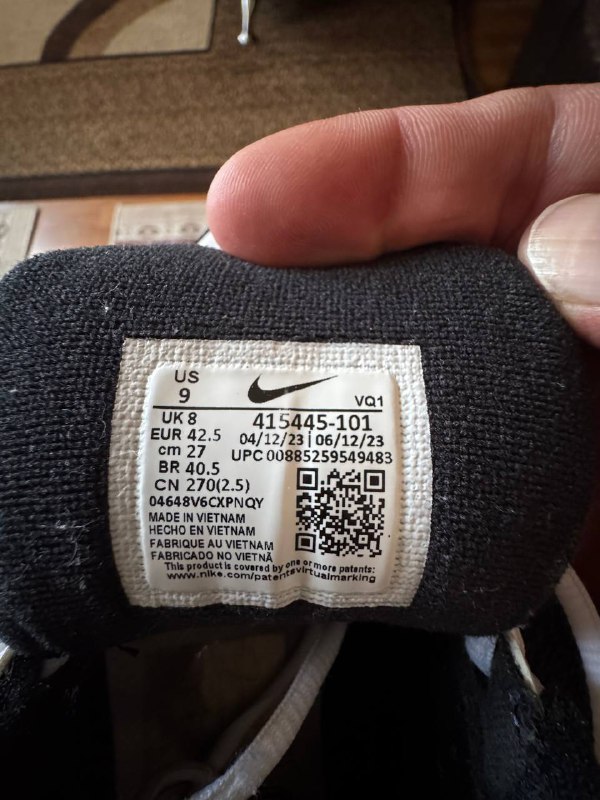 US
9
VQ1
UK 8
415445-101
EUR 42.5
04/12/23 | 06/12/23
cm 27
UPC 00885259549483
BR 40.5
CN 270(2.5)
04648V6CXPNQY
MADE IN VIETNAM
HECHO EN VIETNAM
FABRIQUE AU VIETNAM
FABRICADO NO VIETNÃ
This product is covered by one or more patents:
www.nike.com/patentsvirtualmarking